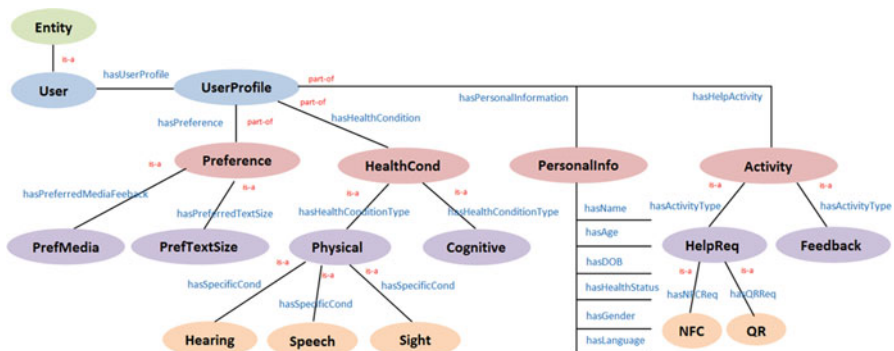 Entity
is-a
hasUserProfile
User
UserProfile
part-of
part-of
hasPersonalInformation
hasHelpActivity
hasPreference
part-of
hasHealthCondition
Preference
HealthCond
PersonalInfo
Activity
is-a
is-a
is-a
is-a
is-a
is-a
hasPreferredMediaFeeback
hasPreferredTextSize
hasHealthConditionType
hasHealthConditionType
hasName
hasActivityType
hasActivityType
PrefMedia
PrefTextSize
Physical
Cognitive
hasAge
HelpReq
Feedback
is-a
is-a
is-a
hasDOB
is-a
is-a
hasSpecificCond
hasSpecificCond
hasSpecificCond
hasHealthStatus
hasNFCReq
hasQRReq
hasGender
Hearing
Speech
Sight
hasLanguage
NFC
QR